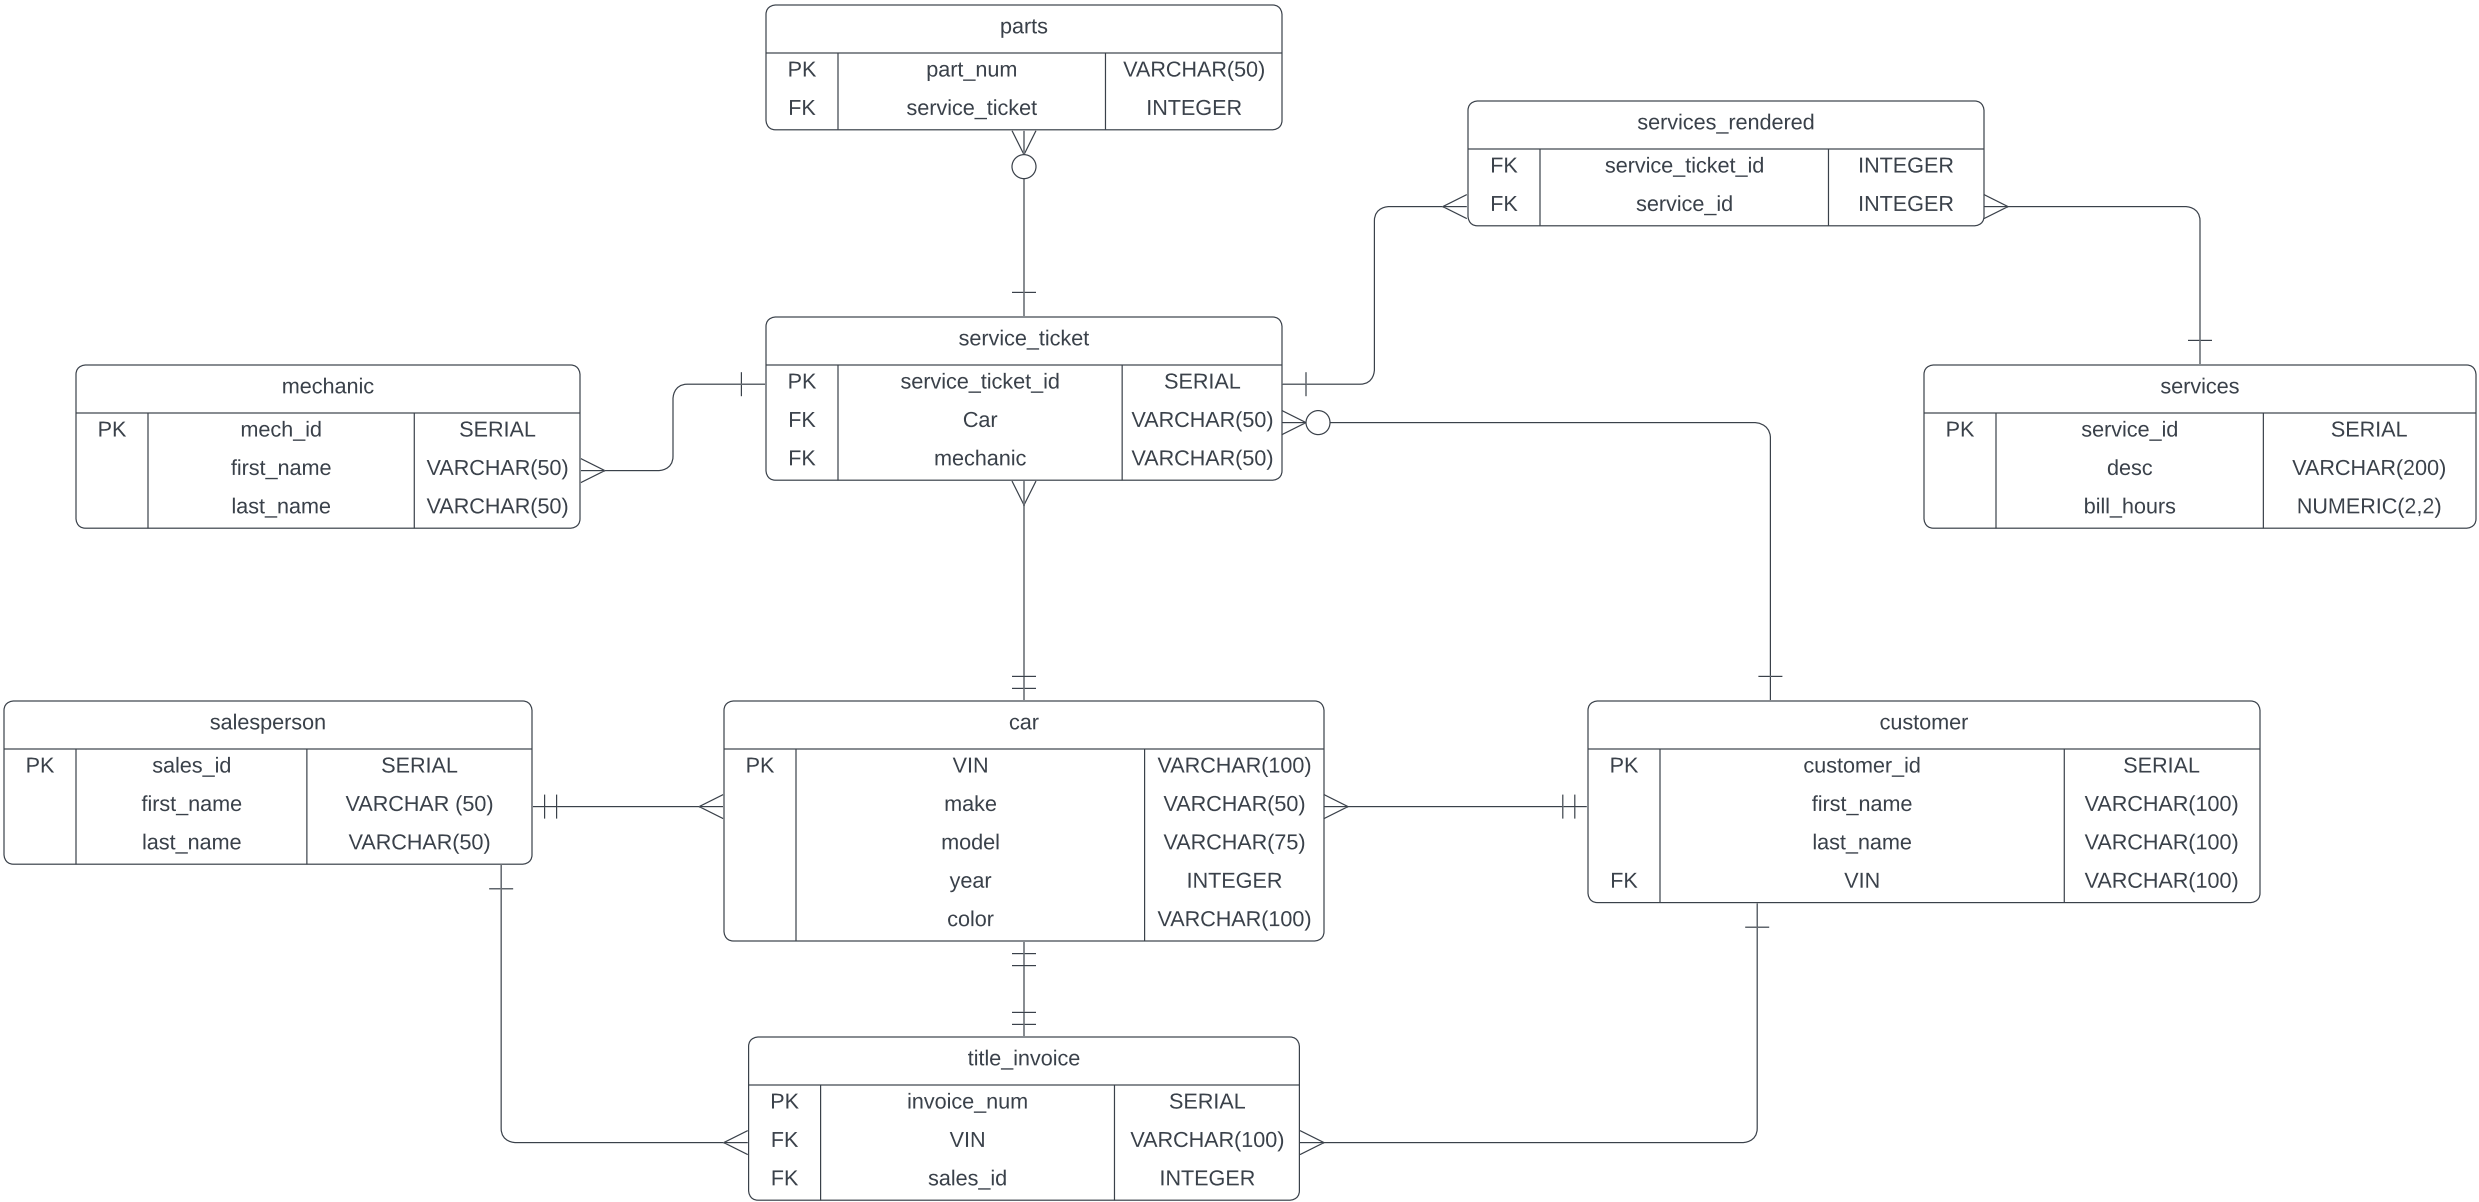 parts
PK part_num VARCHAR(50)
FK service_ticket INTEGER
services_rendered
FK service_ticket_id INTEGER
FK service_id INTEGER
service_ticket
PK service_ticket_id SERIAL
FK Car VARCHAR(50)
FK mechanic VARCHAR(50)
mechanic
PK mech_id SERIAL
first_name VARCHAR(50)
last_name VARCHAR(50)
services
PK service_id SERIAL
desc VARCHAR(200)
bill_hours NUMERIC(2,2)
salesperson
PK sales_id SERIAL
first_name VARCHAR (50)
last_name VARCHAR(50)
car
PK VIN VARCHAR(100)
make VARCHAR(50)
model VARCHAR(75)
year INTEGER
color VARCHAR(100)
customer
PK customer_id SERIAL
first_name VARCHAR(100)
last_name VARCHAR(100)
FK VIN VARCHAR(100)
title_invoice
PK invoice_num SERIAL
FK VIN VARCHAR(100)
FK sales_id INTEGER